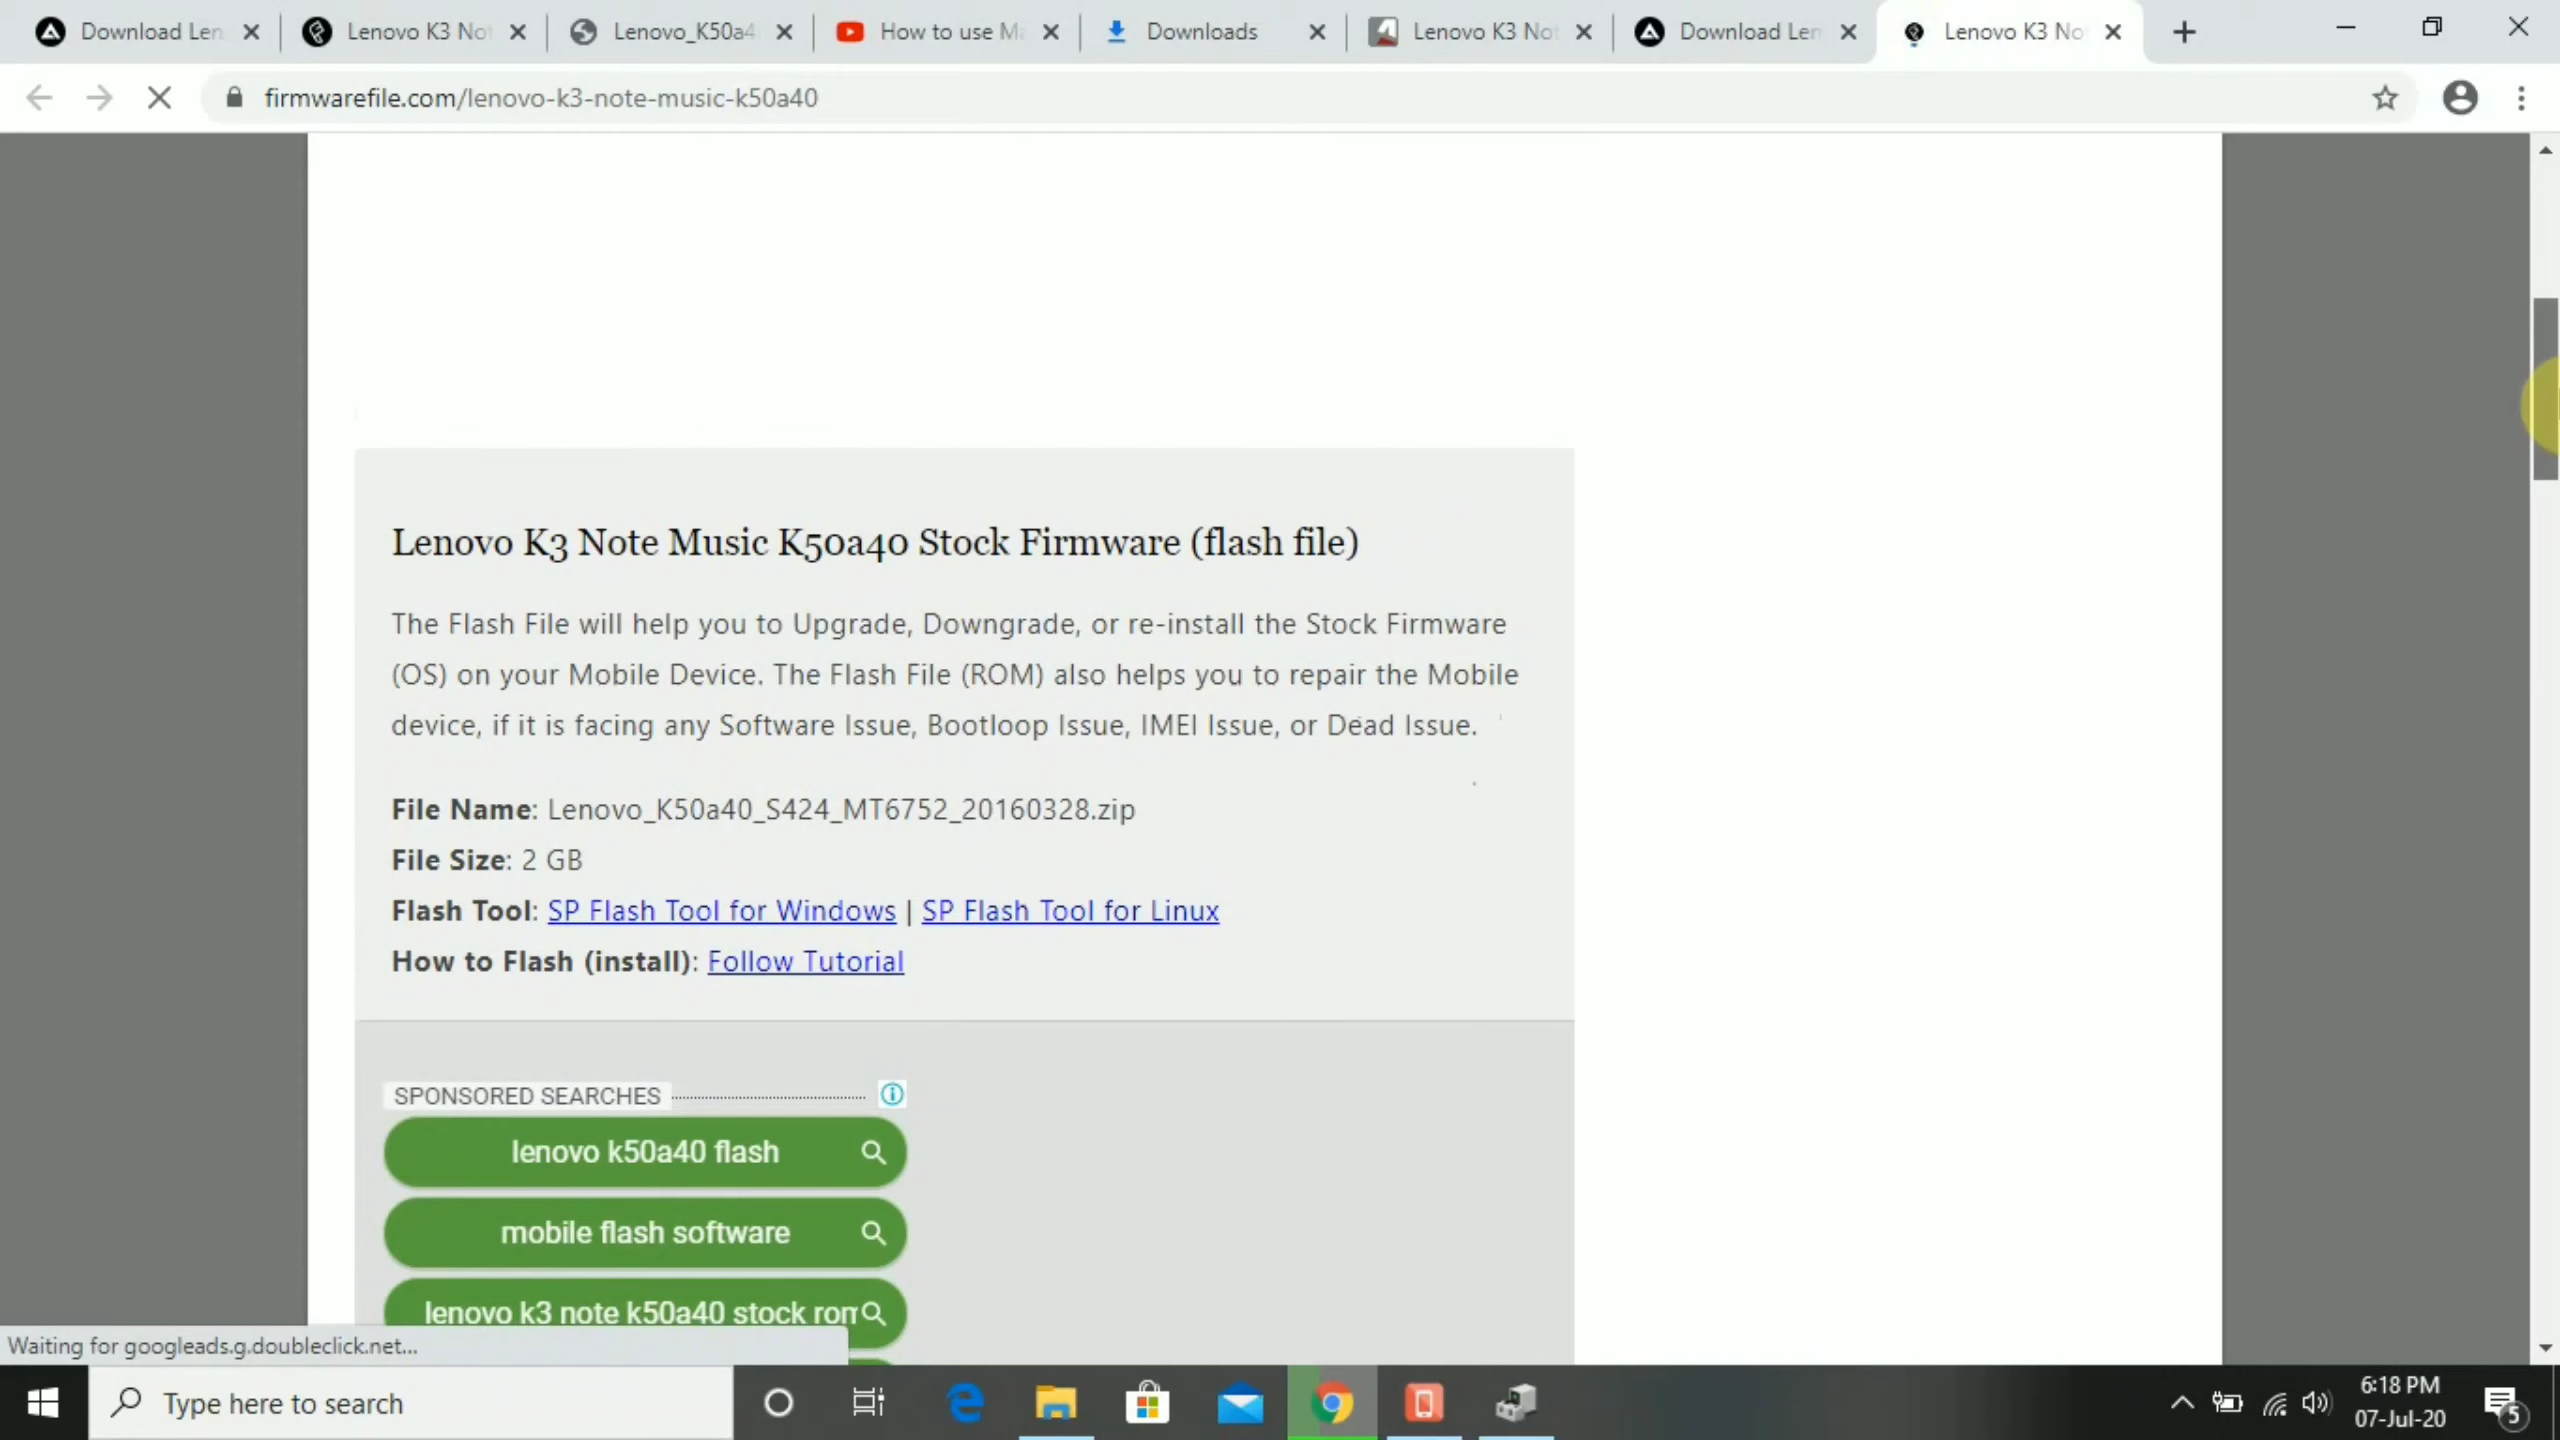 Download Len
Lenovo K3 Not
Lenovo_K50a4
How to use Ma
Downloads
Lenovo K3 Not
Download Len
Lenovo K3 No
firmwarefile.com/lenovo-k3-note-music-k50a40
Lenovo K3 Note Music K50a40 Stock Firmware (flash file)
The Flash File will help you to Upgrade, Downgrade, or re-install the Stock Firmware
(OS) on your Mobile Device. The Flash File (ROM) also helps you to repair the Mobile
device, if it is facing any Software Issue, Bootloop Issue, IMEI Issue, or Dead Issue.
File Name: Lenovo_K50a40_S424_MT6752_20160328.zip
File Size: 2 GB
Flash Tool: SP Flash Tool for Windows | SP Flash Tool for Linux
How to Flash (install): Follow Tutorial
SPONSORED SEARCHES
lenovo k50a40 flash
mobile flash software
lenovo k3 note k50a40 stock rom
Waiting for googleads.g.doubleclick.net...
Type here to search
6:18 PM
07-Jul-20
5